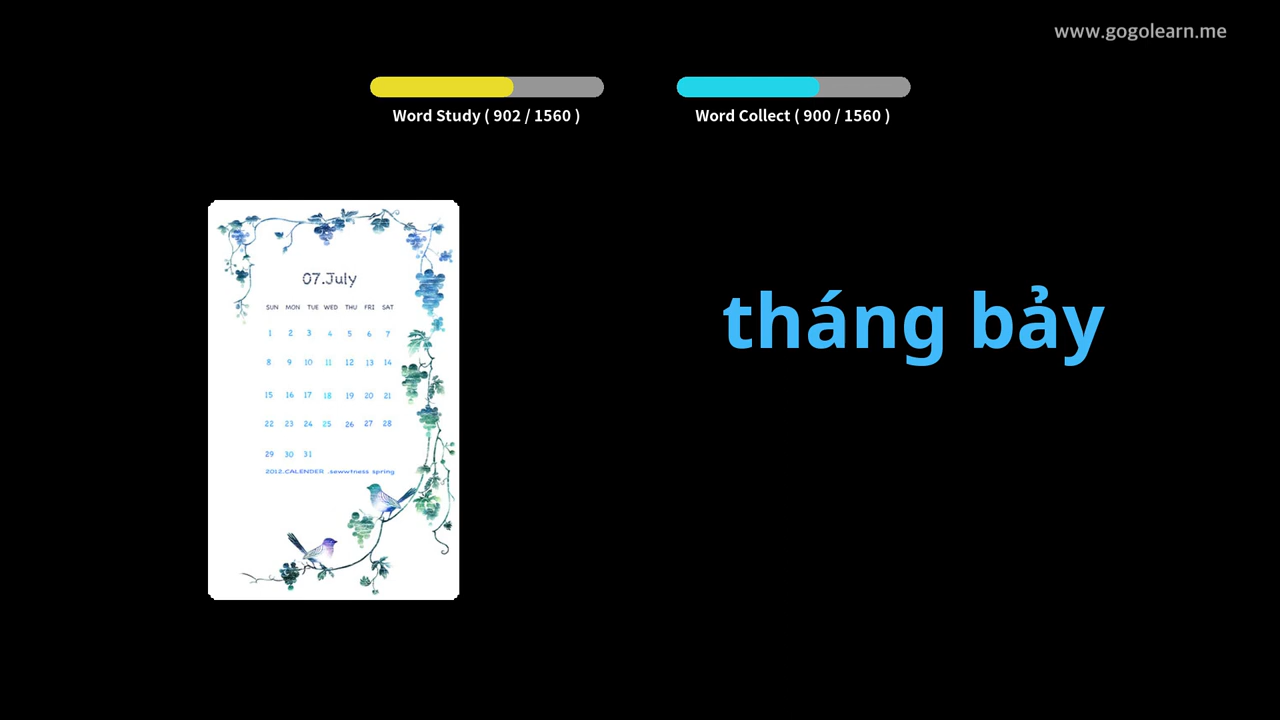 www.gogolearn.me
Word Study ( 902 / 1560 )
Word Collect ( 900 / 1560 )
07.July
SUN MON TUE WED THU FRI SAT
1 2 3 4 5 6 7
8 9 10 11 12 13 14
15 16 17 18 19 20 21
22 23 24 25 26 27 28
29 30 31
2012.CALENDER .sewwtness spring
tháng bảy